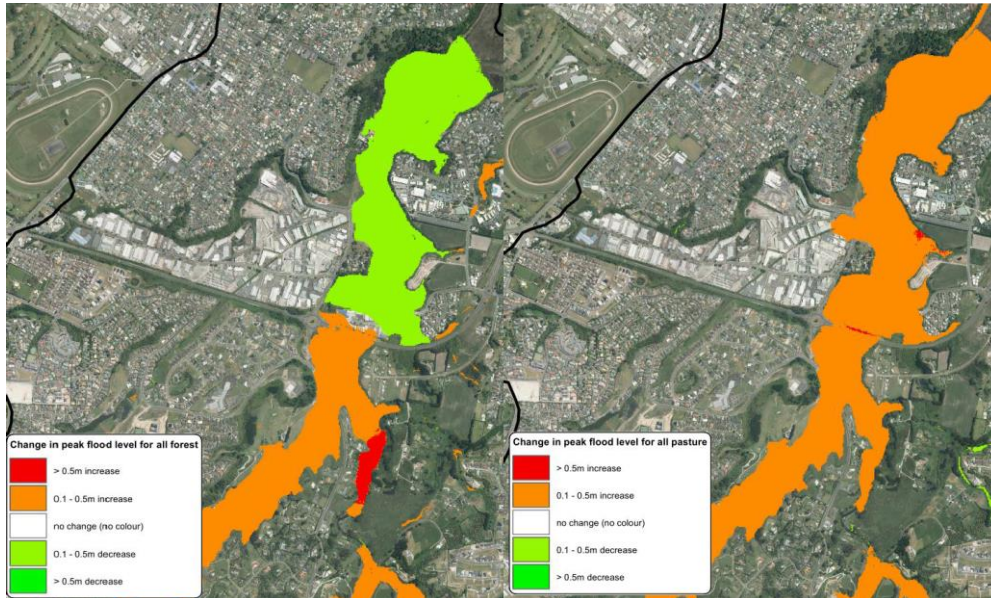 Change in peak flood level for all forest
> 0.5m increase
0.1 - 0.5m increase
no change (no colour)
0.1 - 0.5m decrease
> 0.5m decrease
Change in peak flood level for all pasture
> 0.5m increase
0.1 - 0.5m increase
no change (no colour)
0.1 - 0.5m decrease
> 0.5m decrease